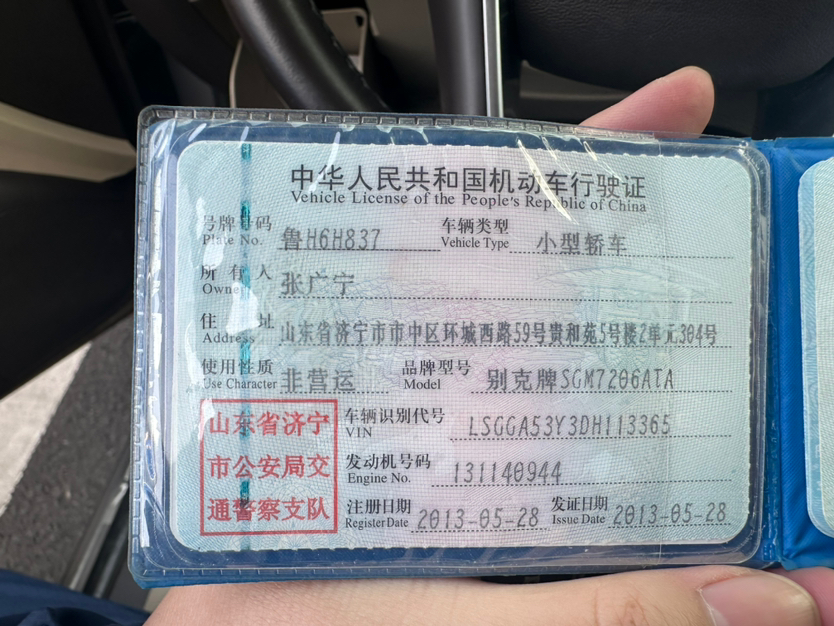 中华人民共和国机动车行驶证
Vehicle License of the People's Republic of China
号牌号码 鲁H6H837 车辆类型 小型轿车
Plate No. Vehicle Type
所有人 张广宁
Owner
住址 山东省济宁市市中区环城西路59号贵和苑5号楼2单元304号
Address
使用性质 非营运 品牌型号 别克牌SGM7206ATA
Use Character Model
山东省济宁
市公安局交
通警察支队
车辆识别代号 LSGGA53Y3DH113365
VIN
发动机号码 131140944
Engine No.
注册日期 2013-05-28 发证日期 2013-05-28
Register Date Issue Date